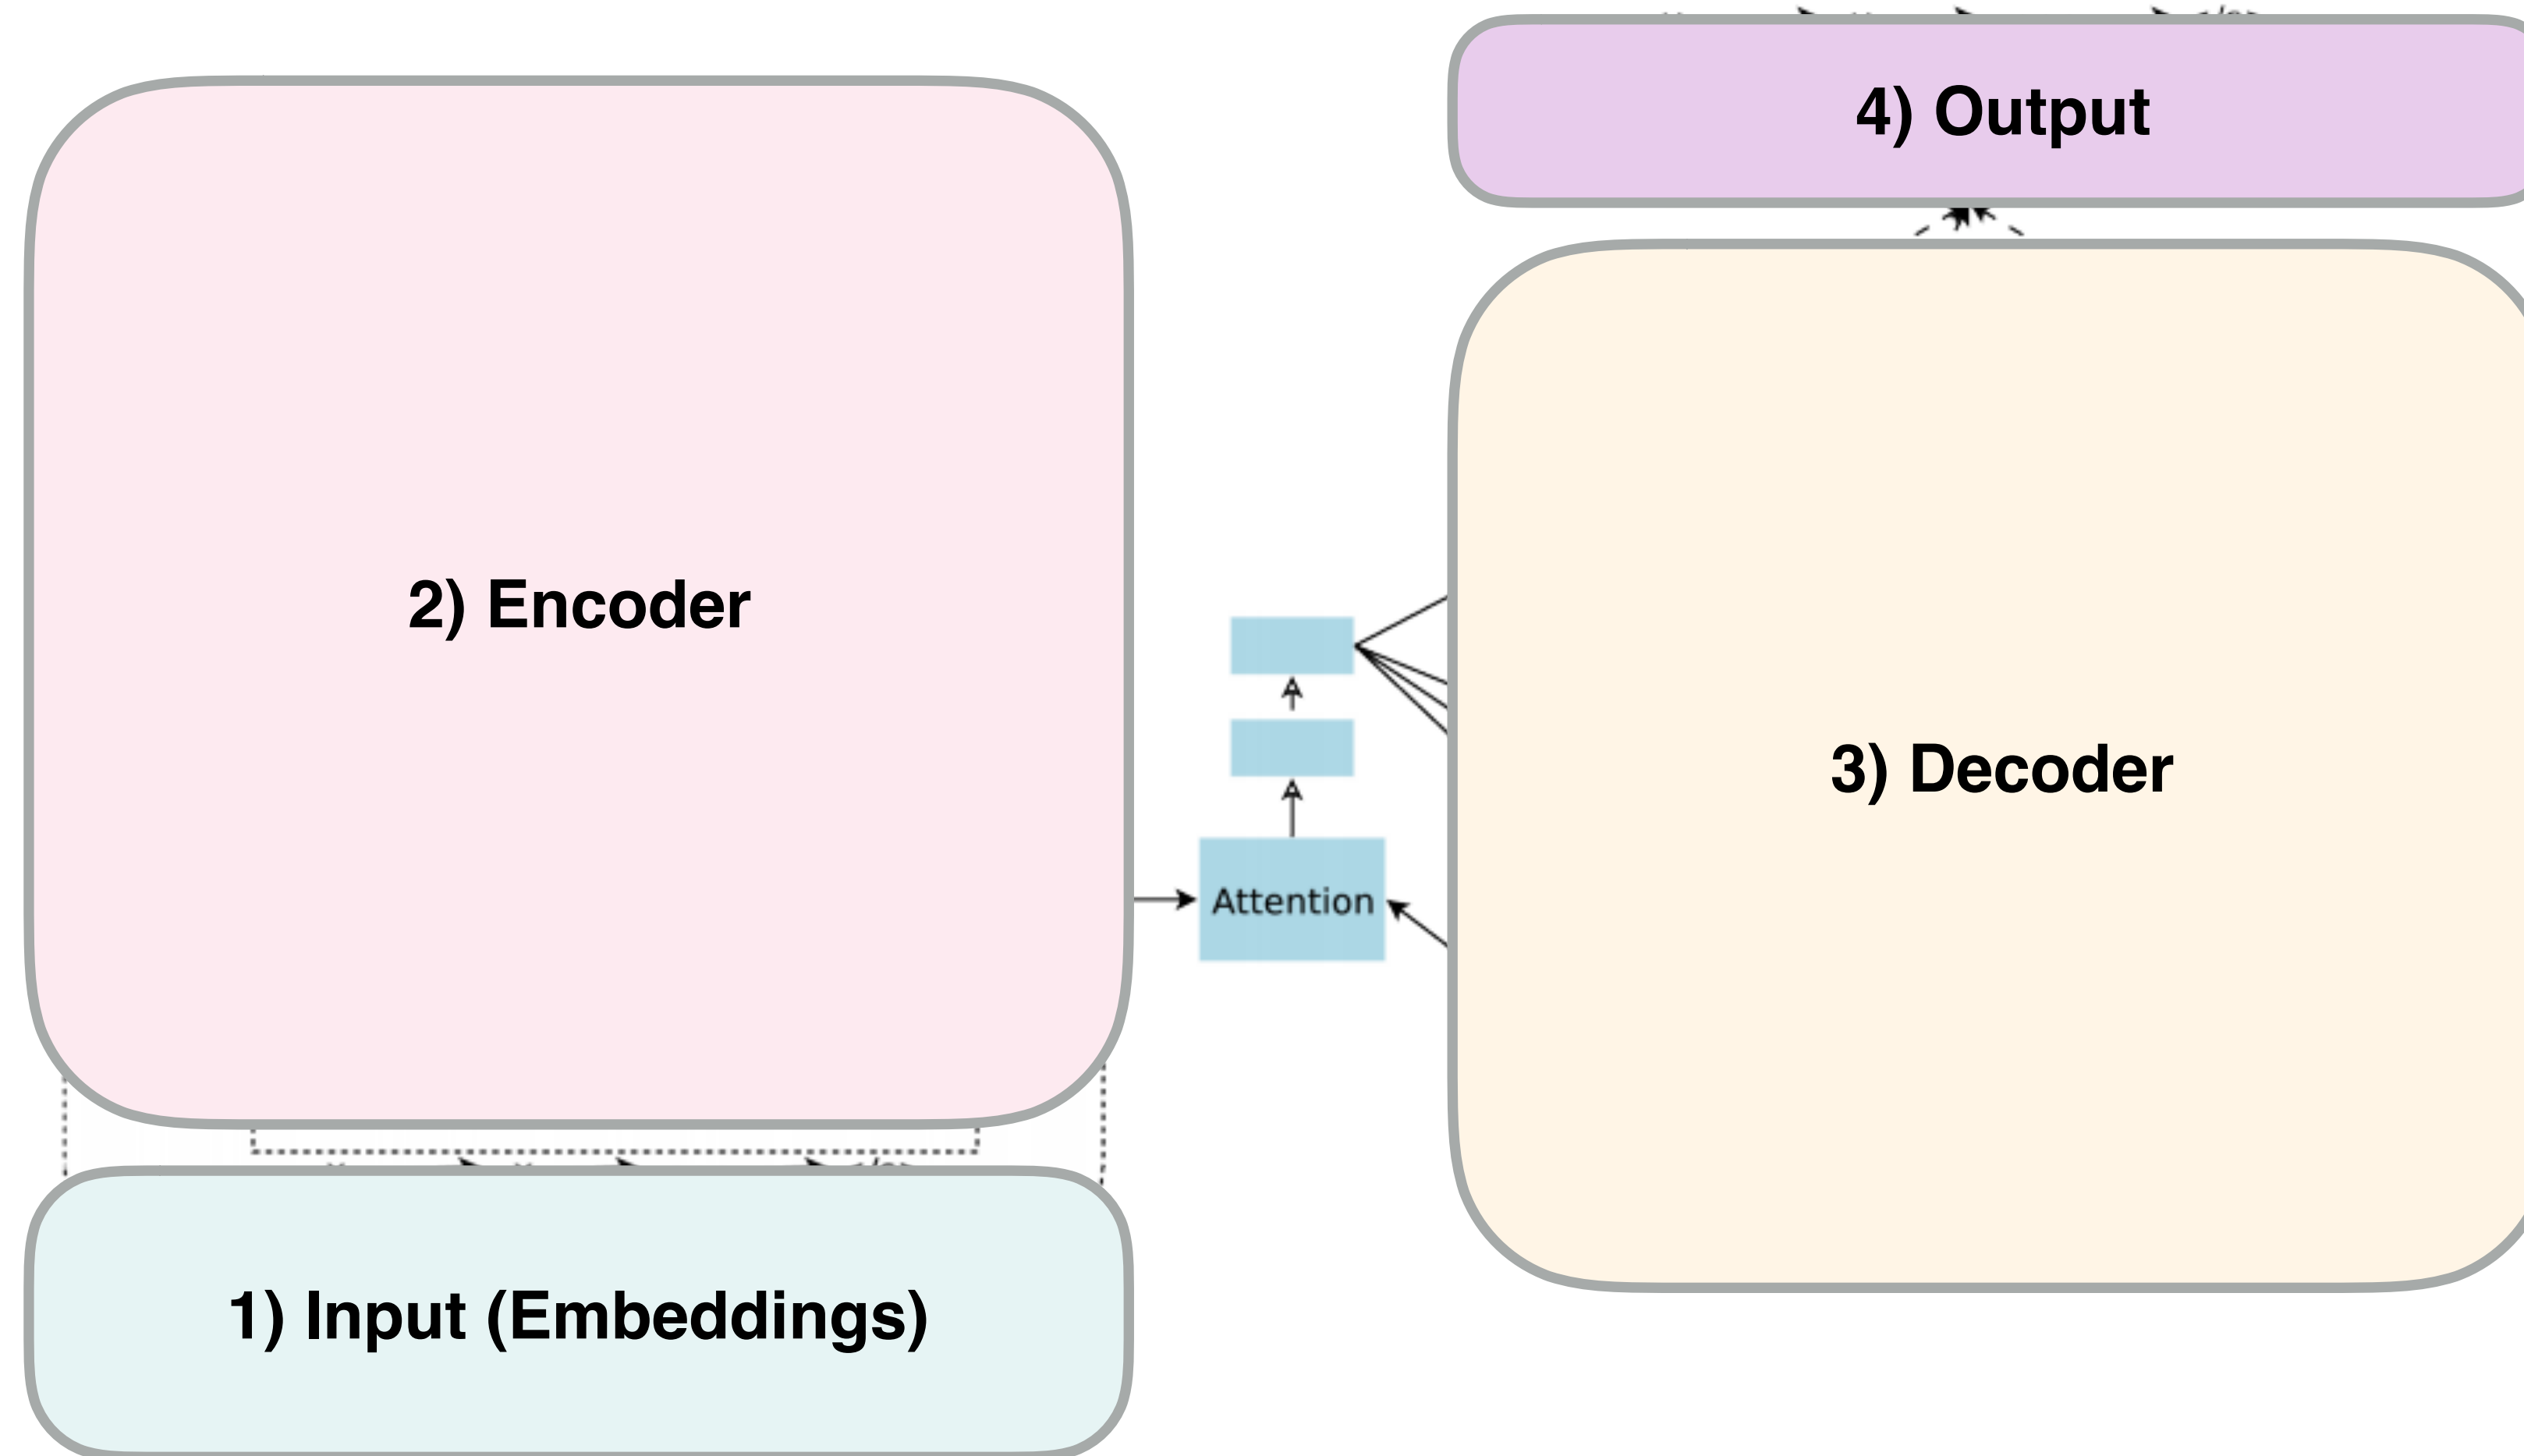 4) Output
2) Encoder
3) Decoder
Attention
1) Input (Embeddings)